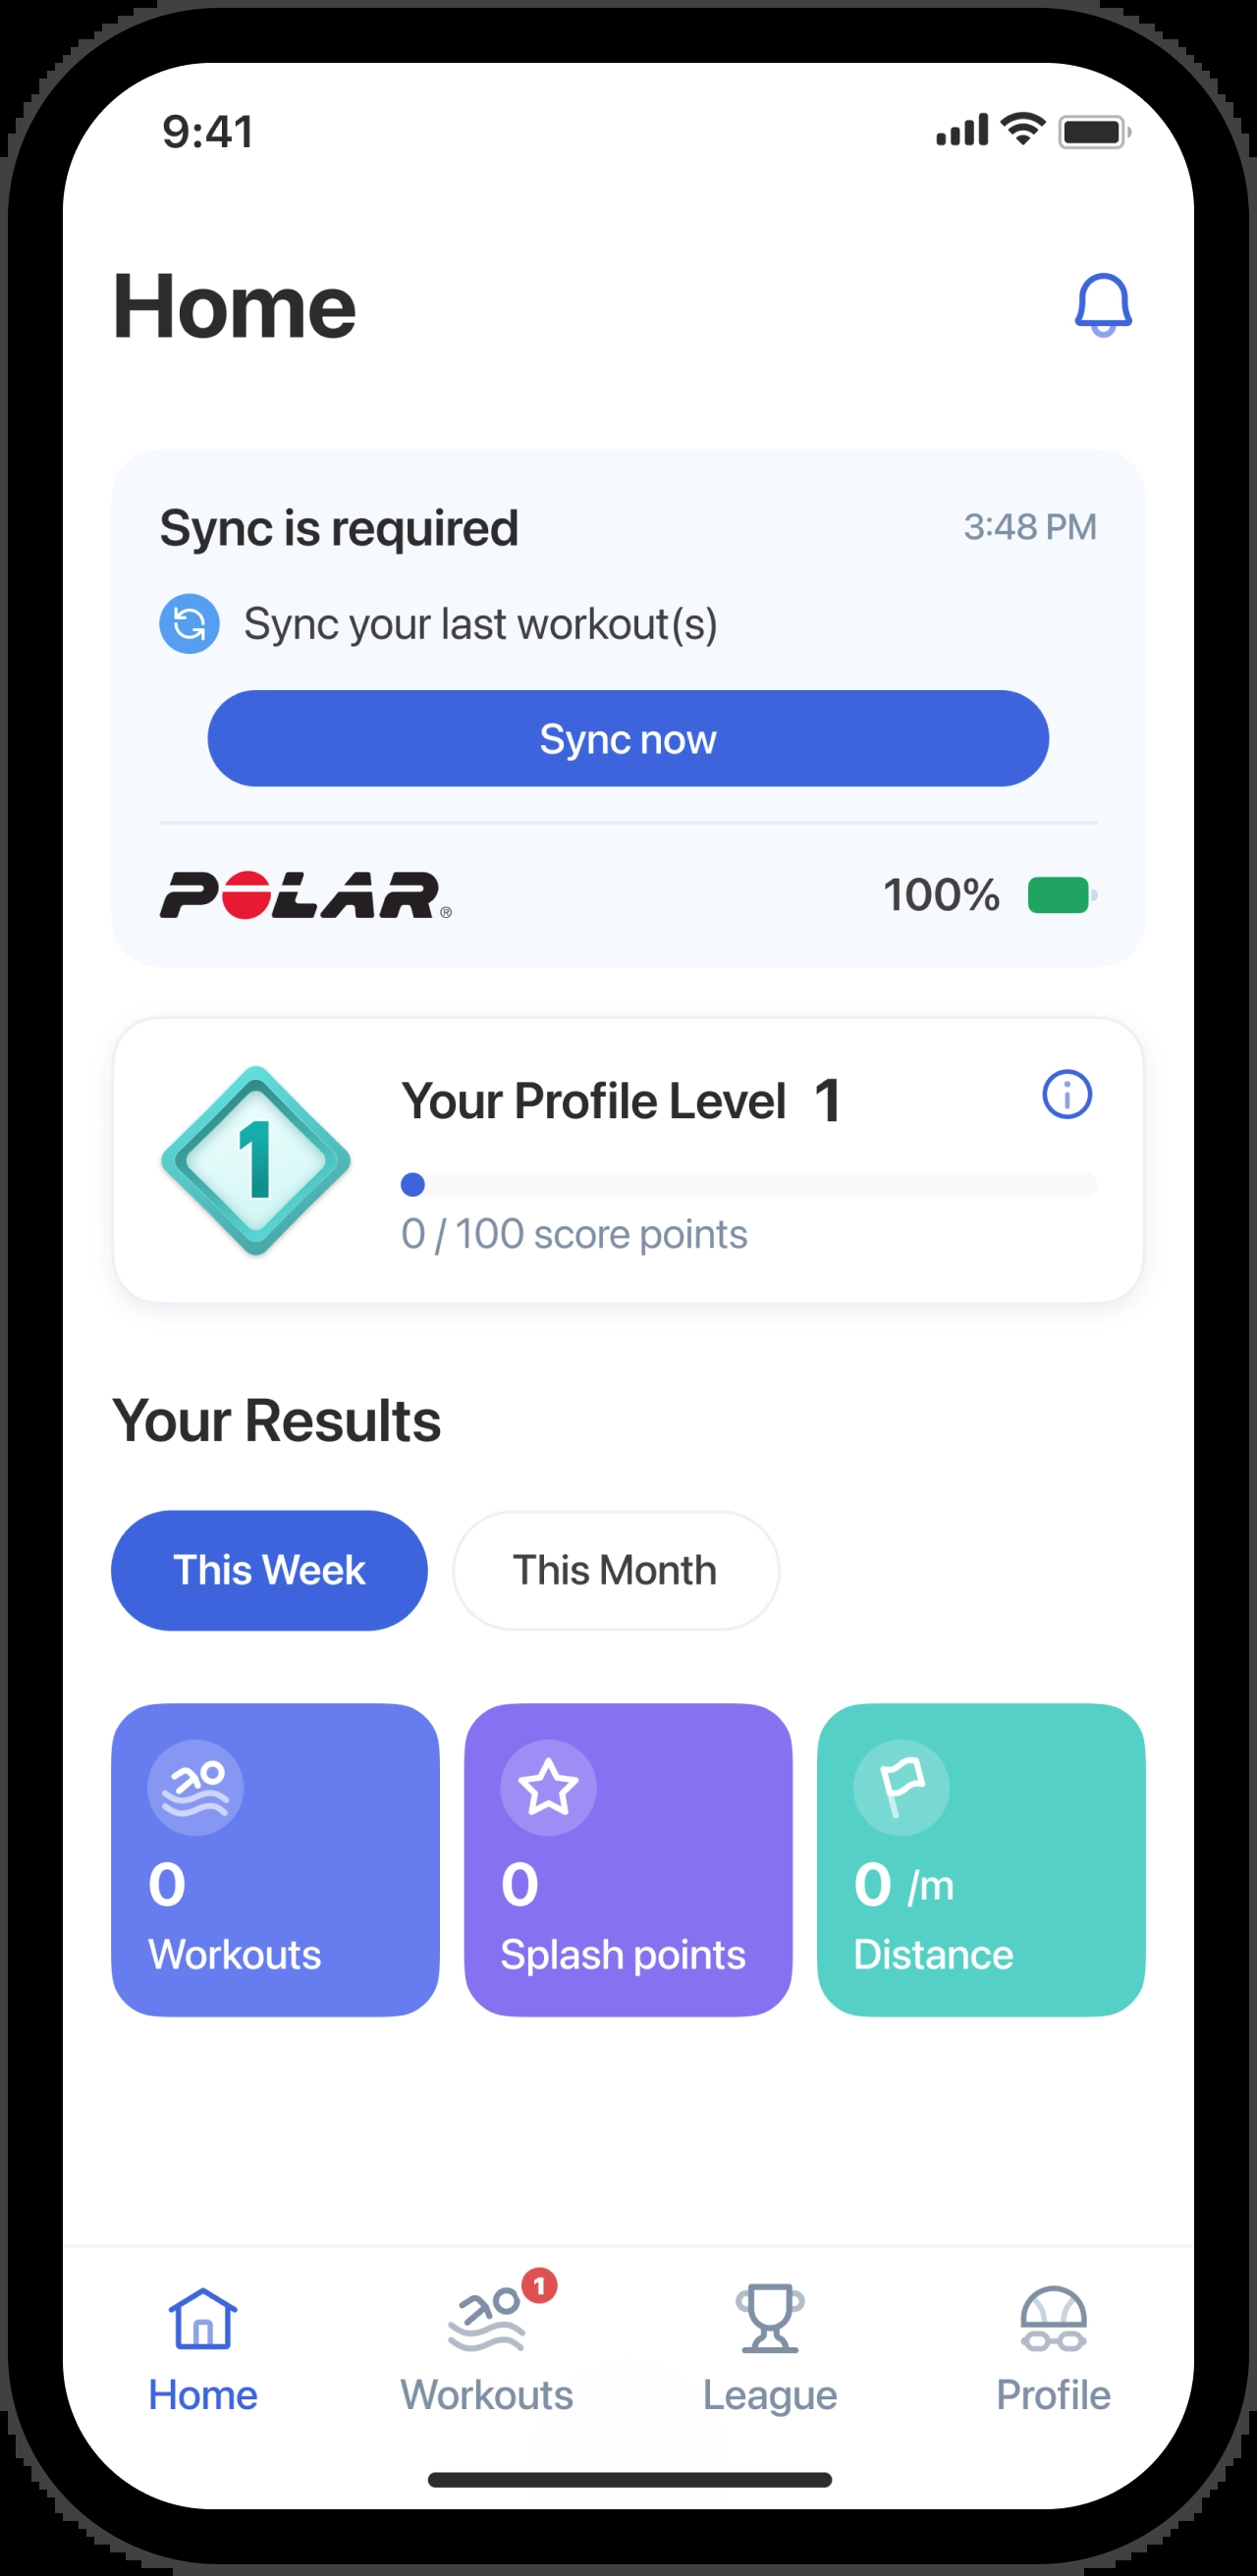 9:41
Home
Sync is required 3:48 PM
Sync your last workout(s)
Sync now
POLAR® 100%
1
Your Profile Level 1
0 / 100 score points
Your Results
This Week This Month
0 0 0 /m
Workouts Splash points Distance
1
Home Workouts League Profile